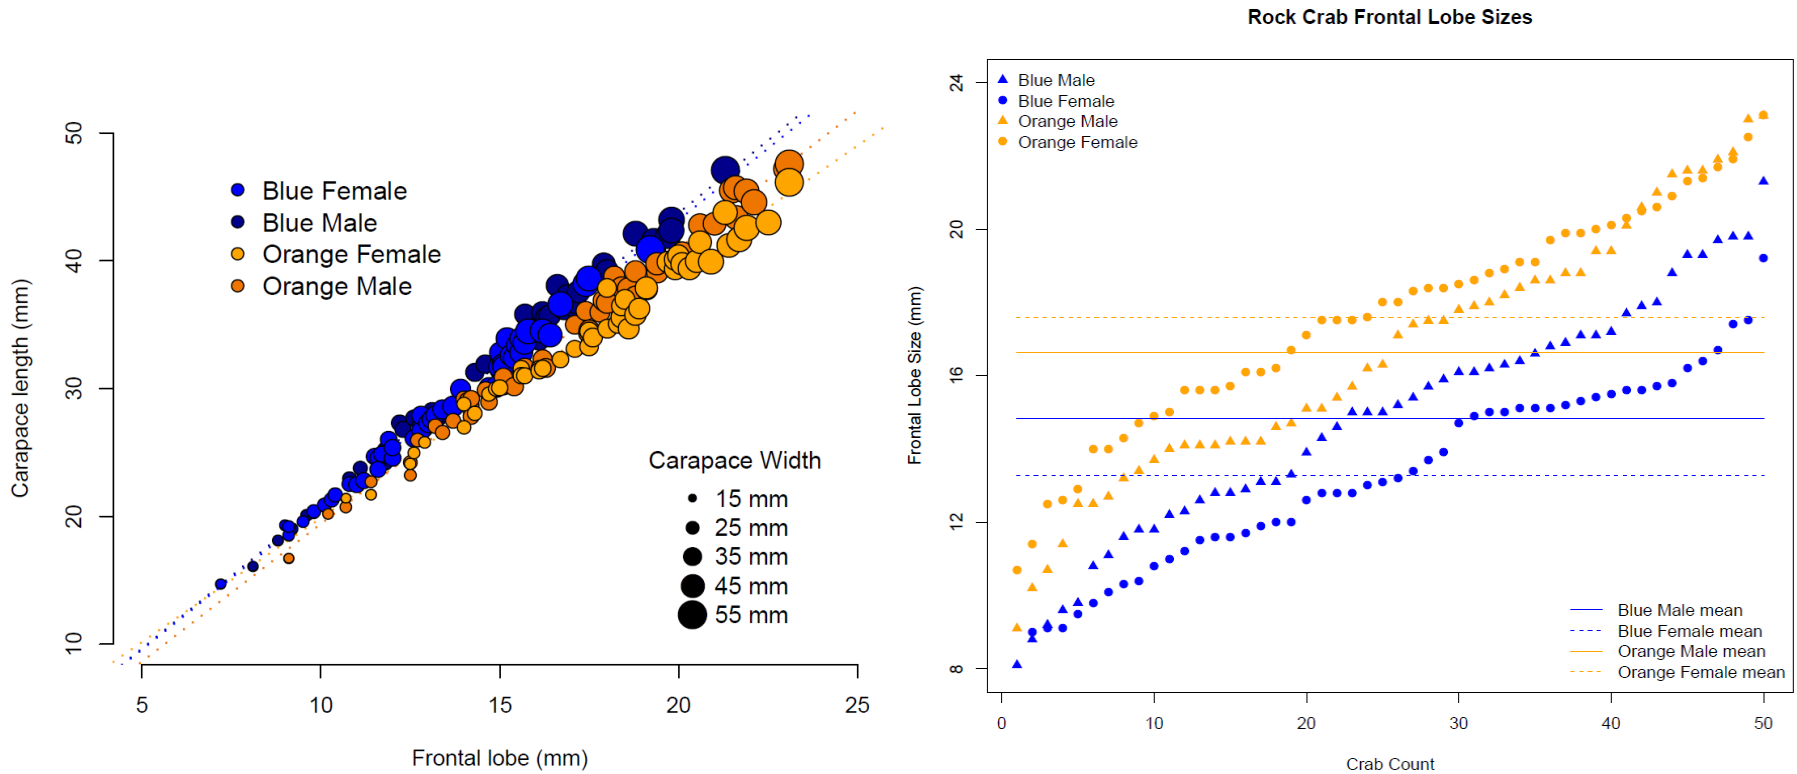 50
40
30
20
10
Carapace length (mm)
Blue Female
Blue Male
Orange Female
Orange Male
Carapace Width
15 mm
25 mm
35 mm
45 mm
55 mm
5 10 15 20 25
Frontal lobe (mm)
Rock Crab Frontal Lobe Sizes
24
20
16
12
8
Frontal Lobe Size (mm)
Blue Male
Blue Female
Orange Male
Orange Female
Blue Male mean
Blue Female mean
Orange Male mean
Orange Female mean
0 10 20 30 40 50
Crab Count